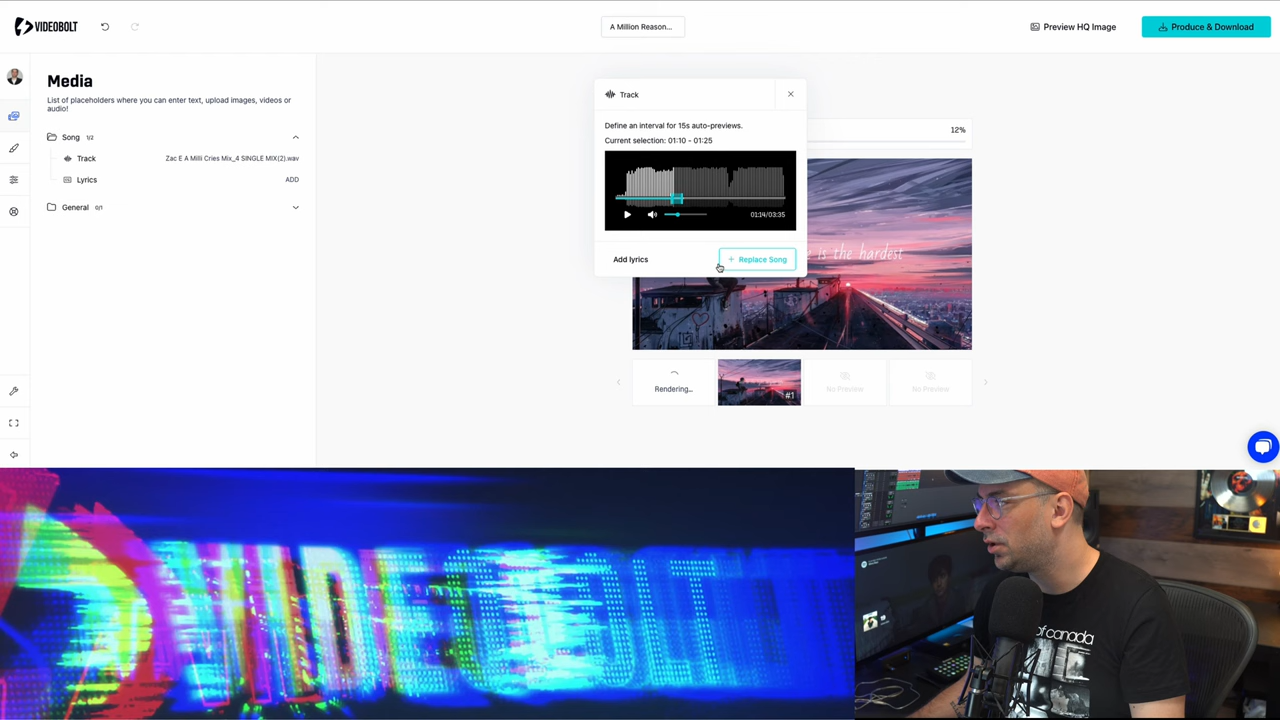 VIDEOBOLT
A Million Reason...
Preview HQ Image
Produce & Download
Media
List of placeholders where you can enter text, upload images, videos or
audio!
Song 1/2
Track
Zac E A Milli Cries Mix_4 SINGLE MIX(2).wav
Lyrics
ADD
General 0/1
Track
Define an interval for 15s auto-previews.
Current selection: 01:10 - 01:25
01:14/03:35
Add lyrics
+ Replace Song
12%
is the hardest
Rendering...
#1
No Preview
No Preview
VIDEOBOLT
of canada